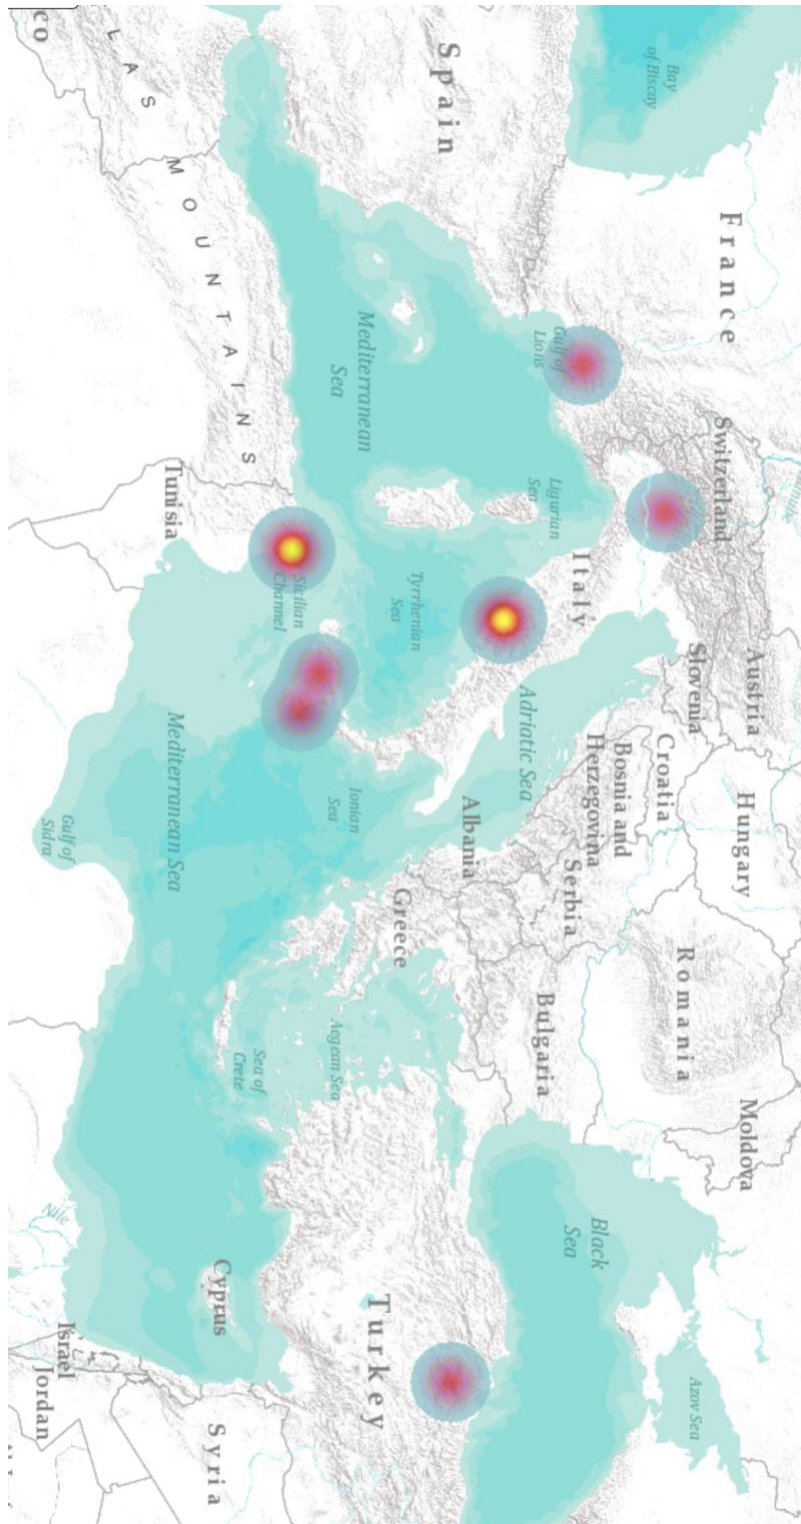 Azov Sea
Moldova
Hungary
Austria
France
Switzerland
Slovenia
Croatia
Romania
Bay
of Biscay
Bosnia and
Herzegovina
Serbia
Bulgaria
Black
Sea
Italy
Gulf of
Lions
Ligurian
Sea
Adriatic Sea
Albania
Spain
Tyrrhenian
Sea
Greece
Turkey
Mediterranean
Sea
Ionian
Sea
Aegean Sea
Sicilian
Channel
Sea of
Crete
Cyprus
Syria
LAS
MOUNTAINS
Tunisia
Mediterranean Sea
Gulf of
Sidra
Nile
Israel
Jordan
co